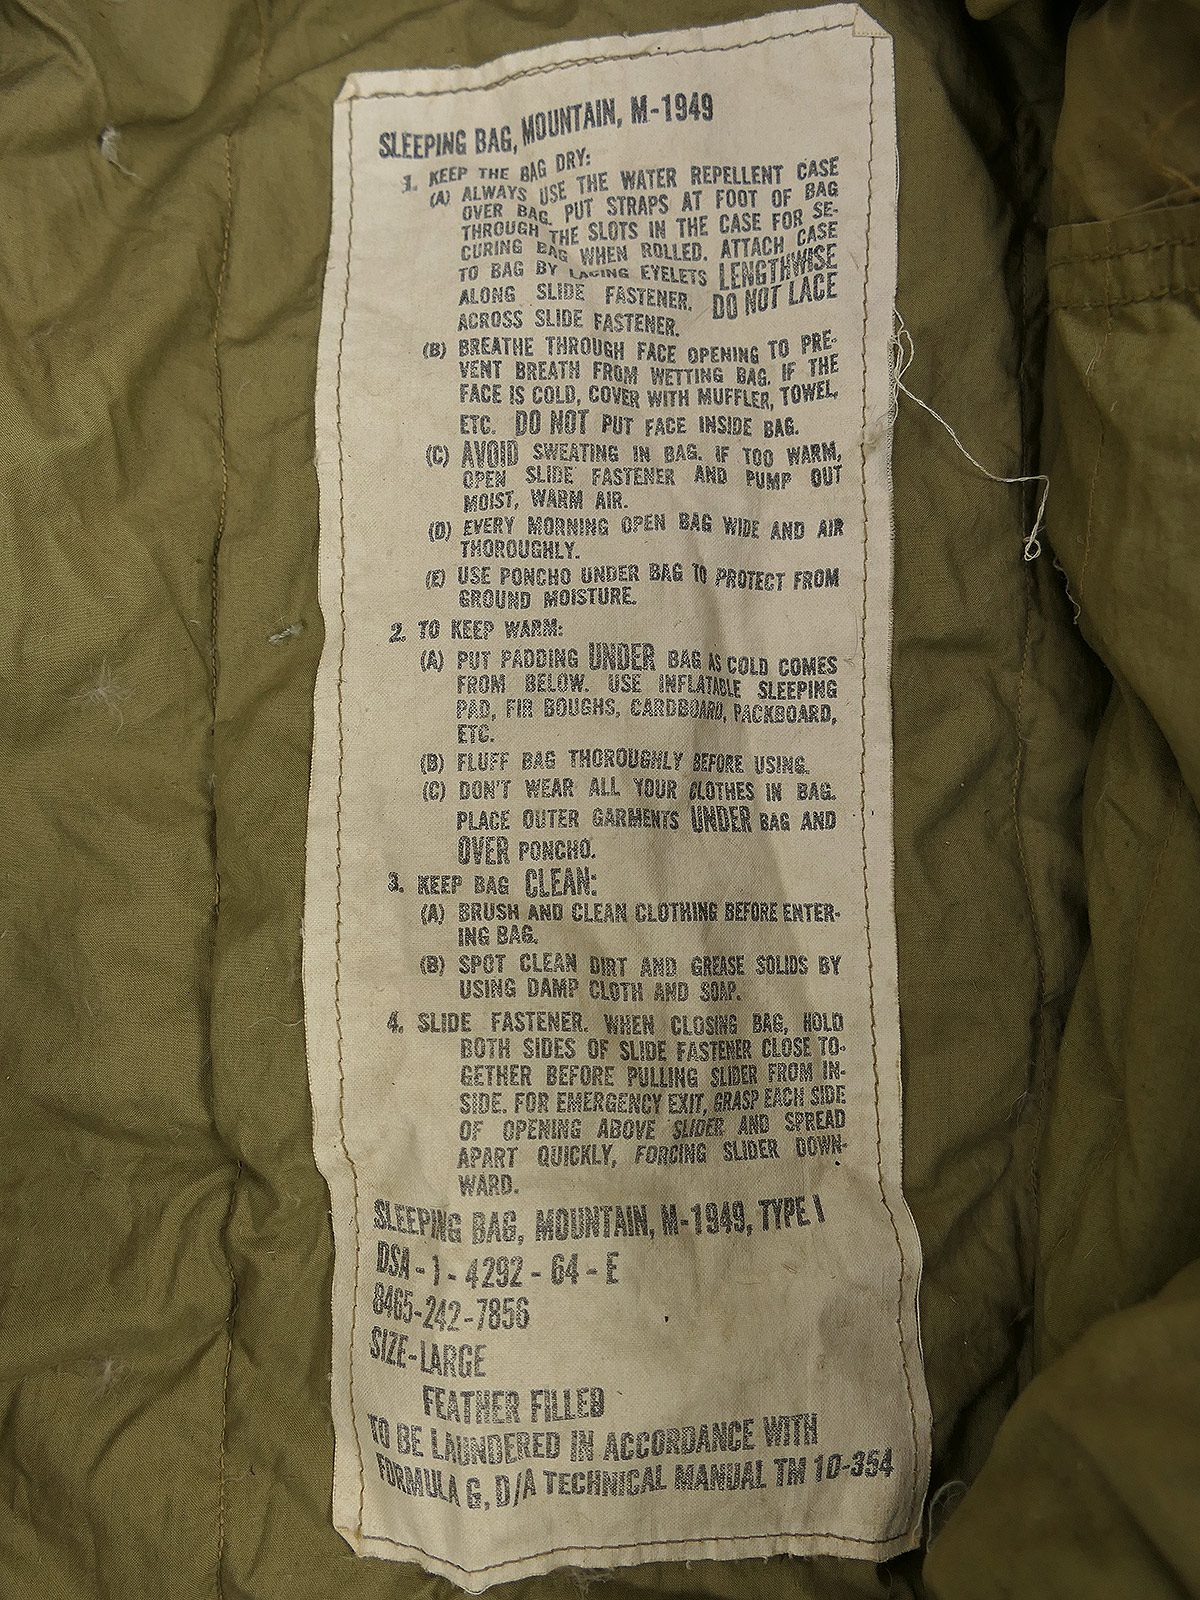 SLEEPING BAG, MOUNTAIN, M-1949
1. KEEP THE BAG DRY:
(A) ALWAYS USE THE WATER REPELLENT CASE
OVER BAG. PUT STRAPS AT FOOT OF BAG
THROUGH THE SLOTS IN THE CASE FOR SE-
CURING BAG WHEN ROLLED. ATTACH CASE
TO BAG BY LACING EYELETS LENGTHWISE
ALONG SLIDE FASTENER. DO NOT LACE
ACROSS SLIDE FASTENER.
(B) BREATHE THROUGH FACE OPENING TO PRE-
VENT BREATH FROM WETTING BAG. IF THE
FACE IS COLD, COVER WITH MUFFLER, TOWEL,
ETC. DO NOT PUT FACE INSIDE BAG.
(C) AVOID SWEATING IN BAG. IF TOO WARM,
OPEN SLIDE FASTENER AND PUMP OUT
MOIST, WARM AIR.
(D) EVERY MORNING OPEN BAG WIDE AND AIR
THOROUGHLY.
(E) USE PONCHO UNDER BAG TO PROTECT FROM
GROUND MOISTURE.
2. TO KEEP WARM:
(A) PUT PADDING UNDER BAG AS COLD COMES
FROM BELOW. USE INFLATABLE SLEEPING
PAD, FIR BOUGHS, CARDBOARD, PACKBOARD,
ETC.
(B) FLUFF BAG THOROUGHLY BEFORE USING.
(C) DON'T WEAR ALL YOUR CLOTHES IN BAG.
PLACE OUTER GARMENTS UNDER BAG AND
OVER PONCHO.
3. KEEP BAG CLEAN:
(A) BRUSH AND CLEAN CLOTHING BEFORE ENTER-
ING BAG.
(B) SPOT CLEAN DIRT AND GREASE SOLIDS BY
USING DAMP CLOTH AND SOAP.
4. SLIDE FASTENER. WHEN CLOSING BAG, HOLD
BOTH SIDES OF SLIDE FASTENER CLOSE TO-
GETHER BEFORE PULLING SLIDER FROM IN-
SIDE. FOR EMERGENCY EXIT, GRASP EACH SIDE
OF OPENING ABOVE SLIDER AND SPREAD
APART QUICKLY, FORCING SLIDER DOWN-
WARD.
SLEEPING BAG, MOUNTAIN, M-1949, TYPE I
DSA-1-4292-64-E
8465-242-7856
SIZE-LARGE
FEATHER FILLED
TO BE LAUNDERED IN ACCORDANCE WITH
FORMULA G, D/A TECHNICAL MANUAL TM 10-354